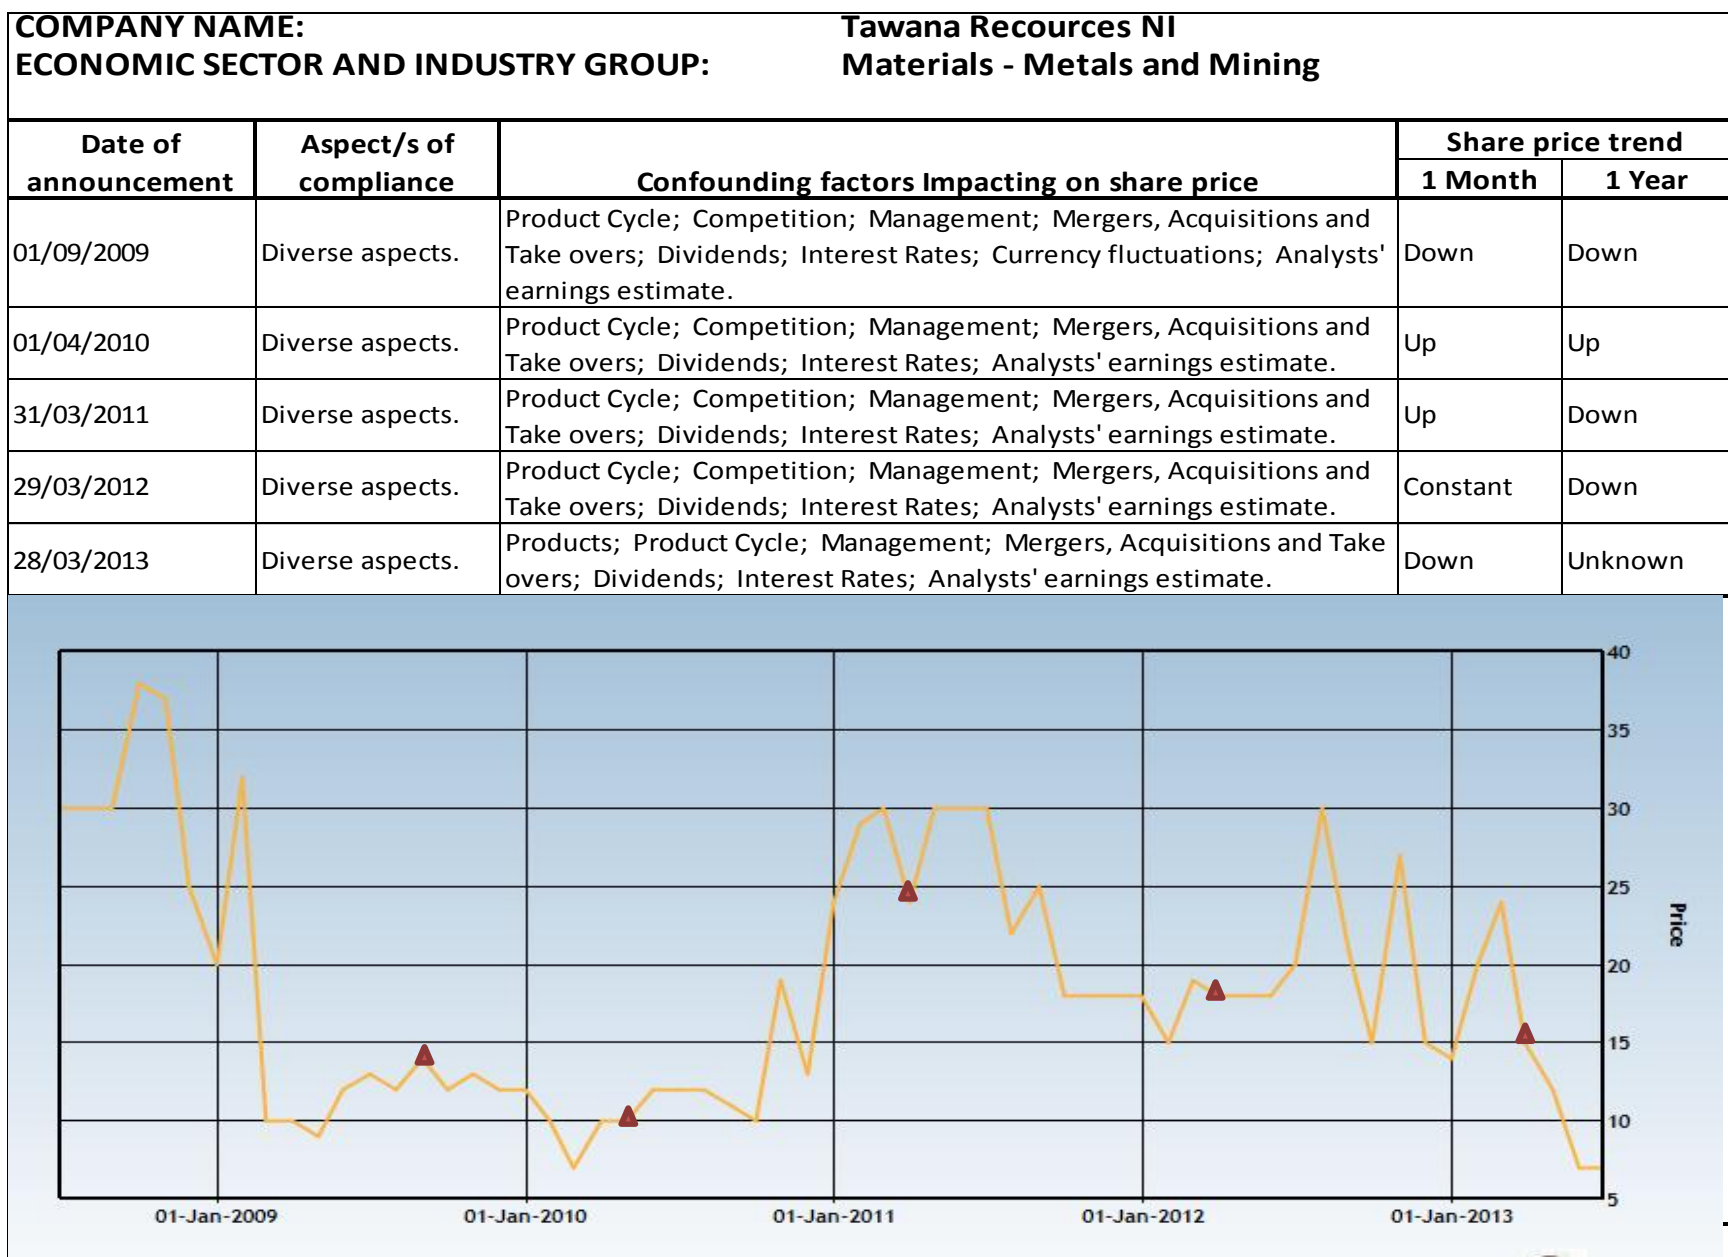 COMPANY NAME: Tawana Recources NI
ECONOMIC SECTOR AND INDUSTRY GROUP: Materials - Metals and Mining
Date of announcement Aspect/s of compliance Confounding factors Impacting on share price Share price trend
1 Month 1 Year
01/09/2009 Diverse aspects. Product Cycle; Competition; Management; Mergers, Acquisitions and
Take overs; Dividends; Interest Rates; Currency fluctuations; Analysts'
earnings estimate. Down Down
01/04/2010 Diverse aspects. Product Cycle; Competition; Management; Mergers, Acquisitions and
Take overs; Dividends; Interest Rates; Analysts' earnings estimate. Up Up
31/03/2011 Diverse aspects. Product Cycle; Competition; Management; Mergers, Acquisitions and
Take overs; Dividends; Interest Rates; Analysts' earnings estimate. Up Down
29/03/2012 Diverse aspects. Product Cycle; Competition; Management; Mergers, Acquisitions and
Take overs; Dividends; Interest Rates; Analysts' earnings estimate. Constant Down
28/03/2013 Diverse aspects. Products; Product Cycle; Management; Mergers, Acquisitions and Take
overs; Dividends; Interest Rates; Analysts' earnings estimate. Down Unknown
40
35
30
25
20
15
10
5
Price
01-Jan-2009 01-Jan-2010 01-Jan-2011 01-Jan-2012 01-Jan-2013